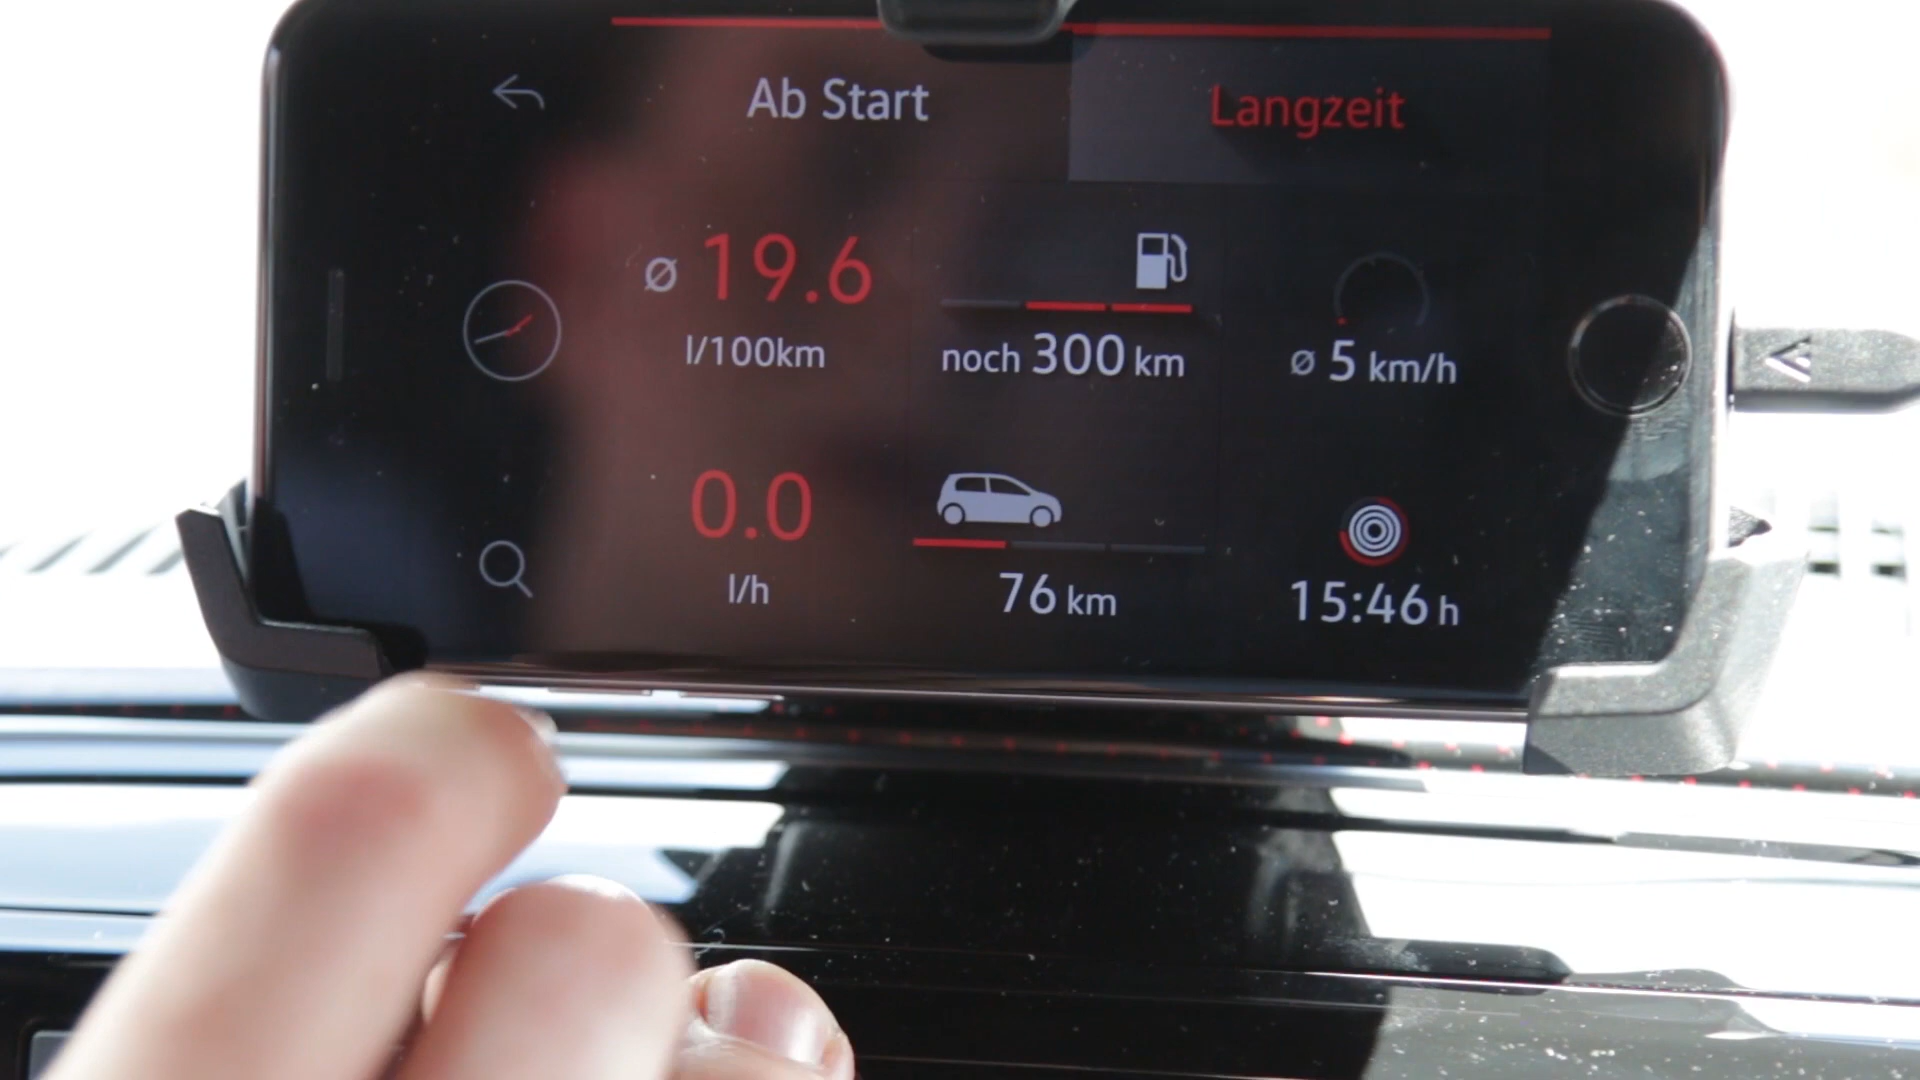 Ab Start
Langzeit
ø 19.6
l/100km
noch 300 km
ø 5 km/h
0.0
l/h
76 km
15:46 h